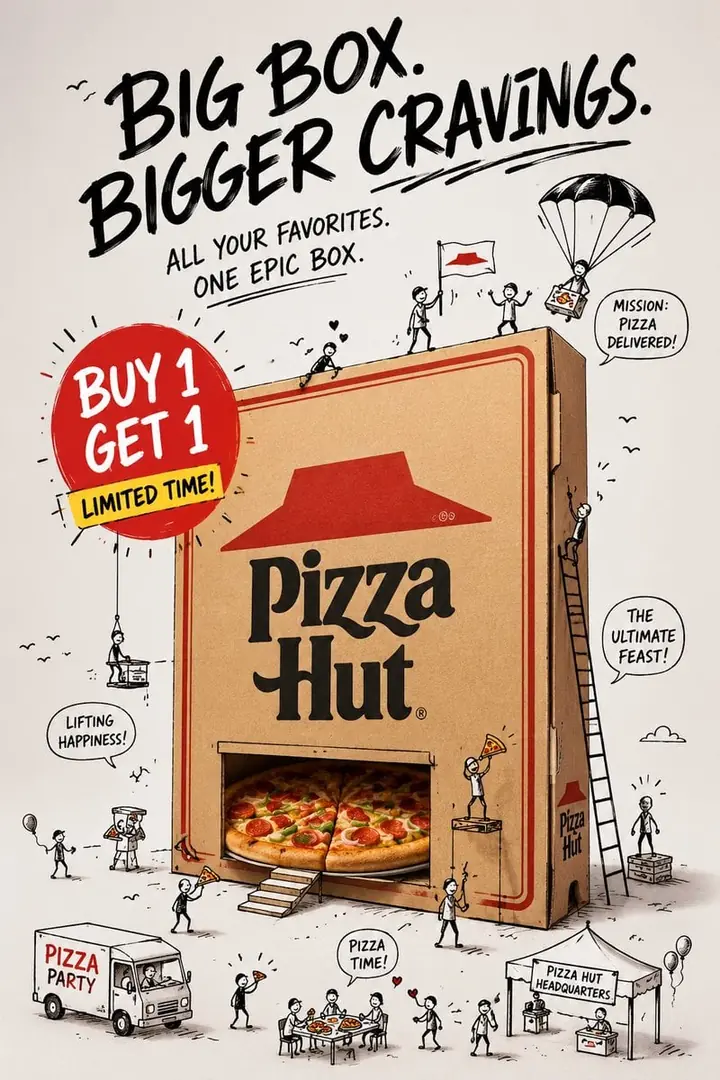 BIG BOX.
BIGGER CRAVINGS.
ALL YOUR FAVORITES.
ONE EPIC BOX.
MISSION:
PIZZA
DELIVERED!
BUY 1
GET 1
LIMITED TIME!
Pizza
Hut®
THE
ULTIMATE
FEAST!
LIFTING
HAPPINESS!
Pizza
Hut
PIZZA
PARTY
PIZZA
TIME!
PIZZA HUT
HEADQUARTERS